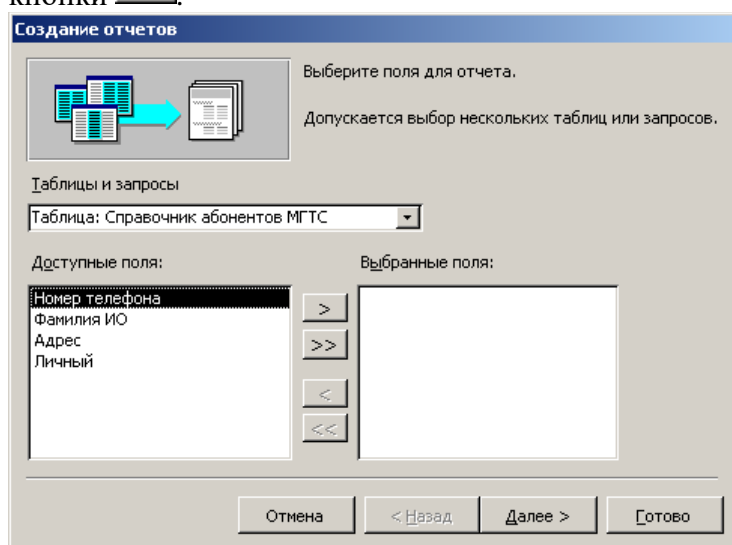 кнопки
Создание отчетов
Выберите поля для отчета.
Допускается выбор нескольких таблиц или запросов.
Таблицы и запросы
Таблица: Справочник абонентов МГТС
Доступные поля:
Выбранные поля:
Номер телефона
Фамилия ИО
Адрес
Личный
>
>>
<
<<
Отмена
< Назад
Далее >
Готово